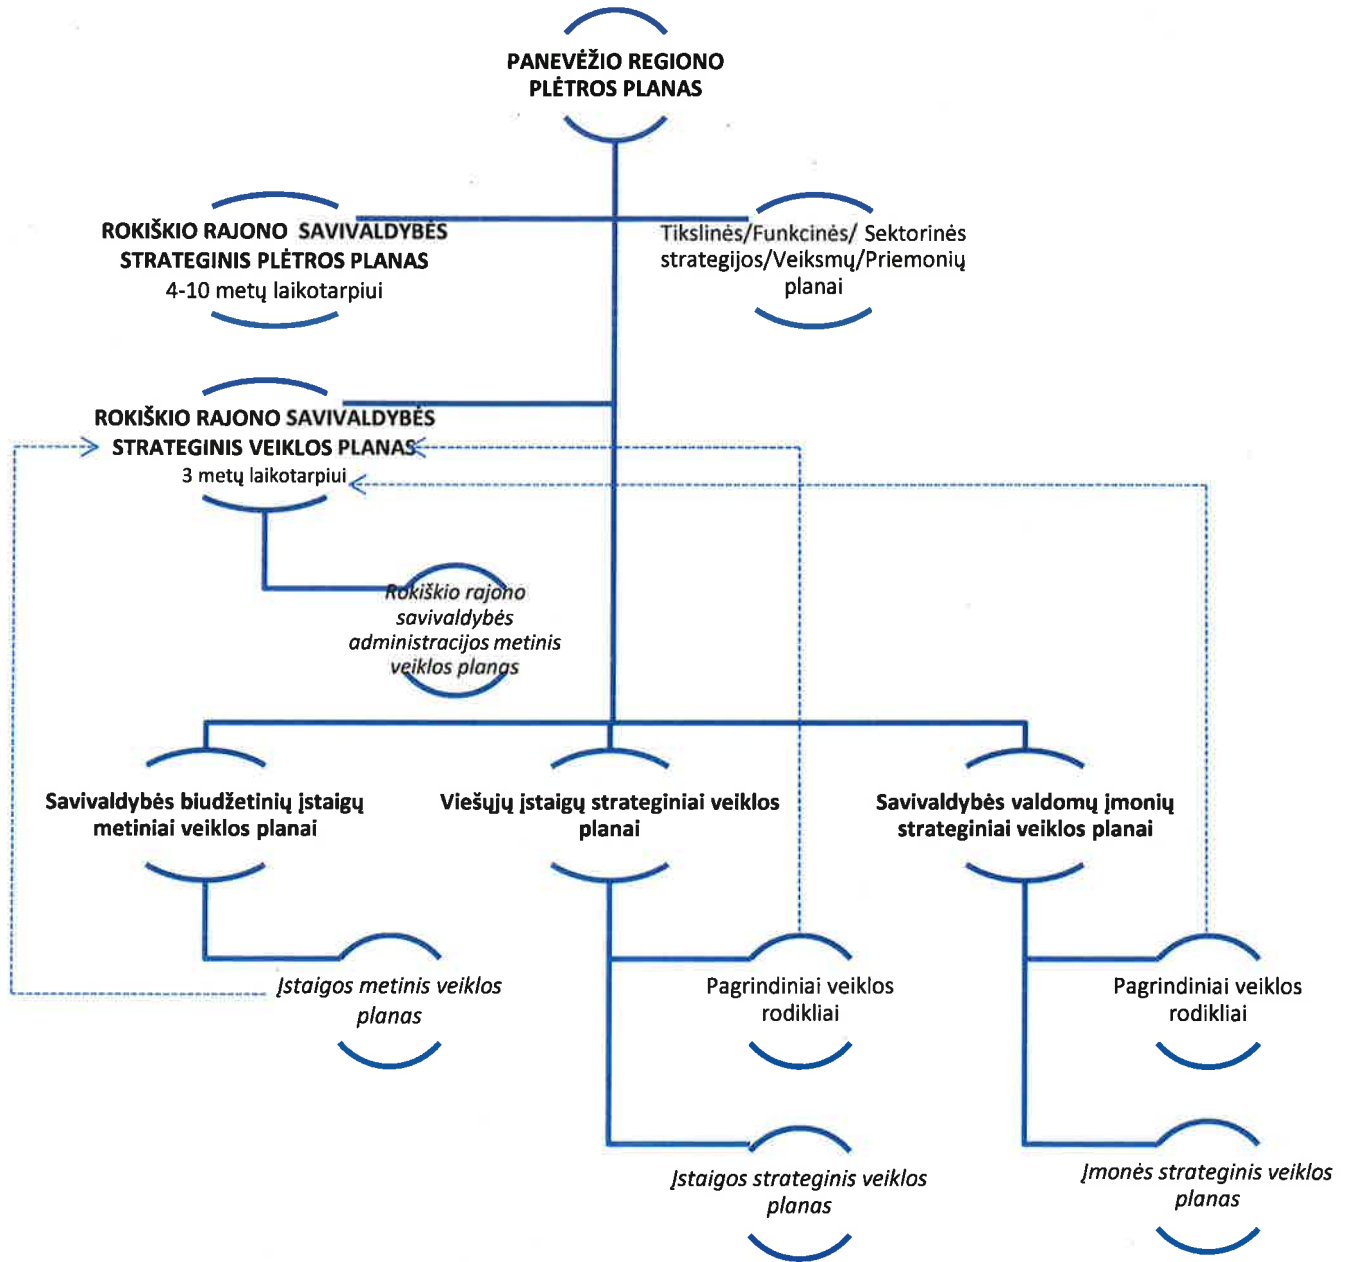 PANEVĖŽIO REGIONO
PLĖTROS PLANAS
ROKIŠKIO RAJONO SAVIVALDYBĖS
STRATEGINIS PLĖTROS PLANAS
4-10 metų laikotarpiui
Tikslinės/Funkcinės/ Sektorinės
strategijos/Veiksmų/Priemonių
planai
ROKIŠKIO RAJONO SAVIVALDYBĖS
STRATEGINIS VEIKLOS PLANAS
3 metų laikotarpiui
Rokiškio rajono
savivaldybės
administracijos metinis
veiklos planas
Savivaldybės biudžetinių įstaigų
metiniai veiklos planai
Viešųjų įstaigų strateginiai veiklos
planai
Savivaldybės valdomų įmonių
strateginiai veiklos planai
Įstaigos metinis veiklos
planas
Pagrindiniai veiklos
rodikliai
Pagrindiniai veiklos
rodikliai
Įstaigos strateginis veiklos
planas
Įmonės strateginis veiklos
planas